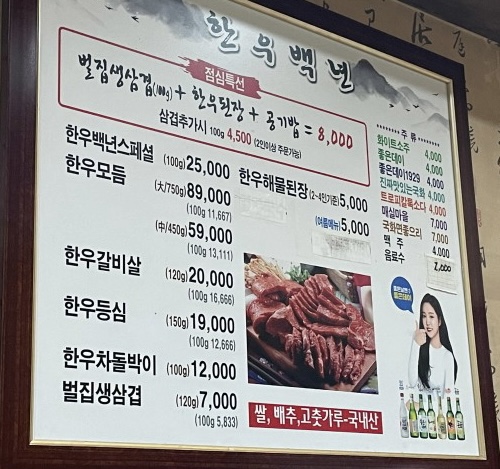 한우백년
점심특선
벌집생삼겹(100g) + 한우된장 + 공기밥 = 8,000
삼겹추가시 100g 4,500 (2인이상 주문가능)
한우백년스페셜 (100g) 25,000
한우모듬 (大/750g) 89,000
(100g 11,867)
(中/450g) 59,000
(100g 13,111)
한우갈비살 (120g) 20,000
(100g 16,666)
한우등심 (150g) 19,000
(100g 12,666)
한우차돌박이 (100g) 12,000
벌집생삼겹 (120g) 7,000
(100g 5,833)
한우해물된장 (2~4인기준) 5,000
(여름메뉴) 5,000
쌀, 배추, 고춧가루-국내산
주 류
화이트소주 4,000
좋은데이 4,000
좋은데이1929 4,000
진짜맛있는국화 4,000
트로피칼톡소다 4,000
매실마을 7,000
국화면좋으리 7,000
맥 주 4,000
음료수 2,000